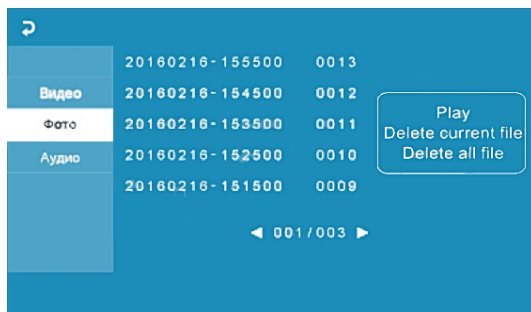 20160216-155500 0013
Видео 20160216-154500 0012
Фото 20160216-153500 0011
Аудио 20160216-152500 0010
20160216-151500 0009
Play
Delete current file
Delete all file
◀ 001/003 ▶